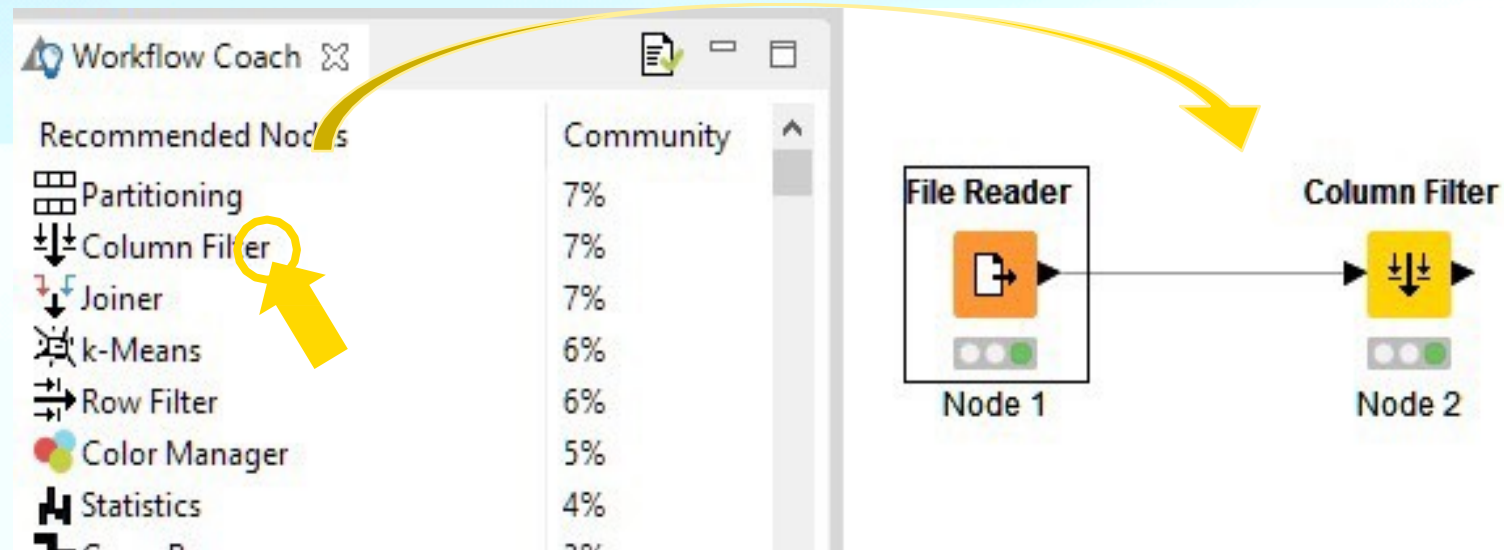 Workflow Coach
Recommended Nodes Community
Partitioning 7%
Column Filter 7%
Joiner 7%
k-Means 6%
Row Filter 6%
Color Manager 5%
Statistics 4%
File Reader
Node 1
Column Filter
Node 2